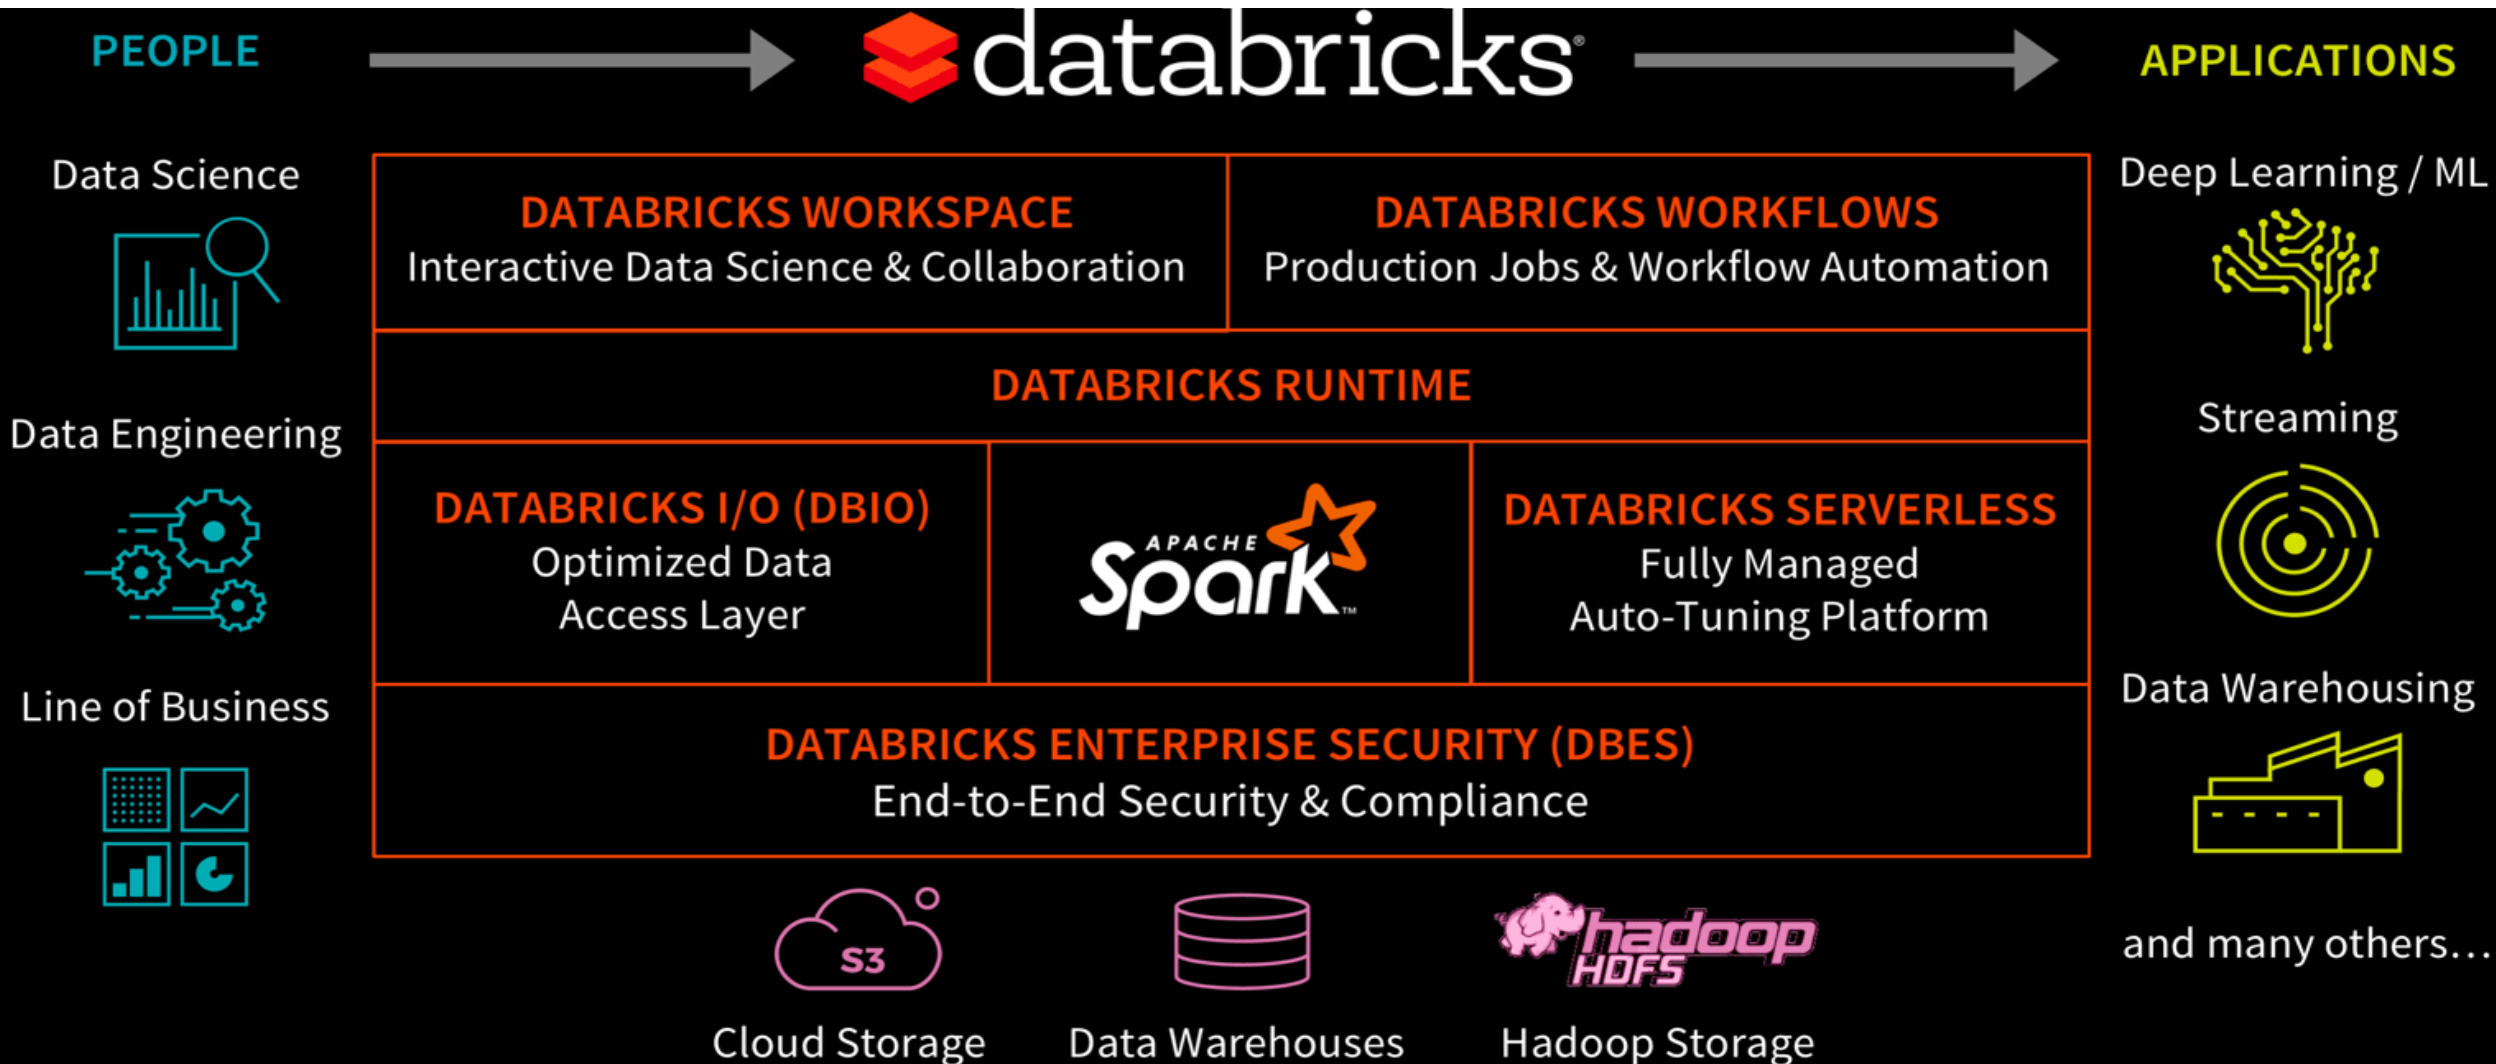 PEOPLE
databricks®
APPLICATIONS
Data Science
Data Engineering
Line of Business
DATABRICKS WORKSPACE
Interactive Data Science & Collaboration
DATABRICKS WORKFLOWS
Production Jobs & Workflow Automation
DATABRICKS RUNTIME
DATABRICKS I/O (DBIO)
Optimized Data
Access Layer
APACHE
Spark™
DATABRICKS SERVERLESS
Fully Managed
Auto-Tuning Platform
DATABRICKS ENTERPRISE SECURITY (DBES)
End-to-End Security & Compliance
S3
Cloud Storage
Data Warehouses
hadoop
HDFS
Hadoop Storage
Deep Learning / ML
Streaming
Data Warehousing
and many others...